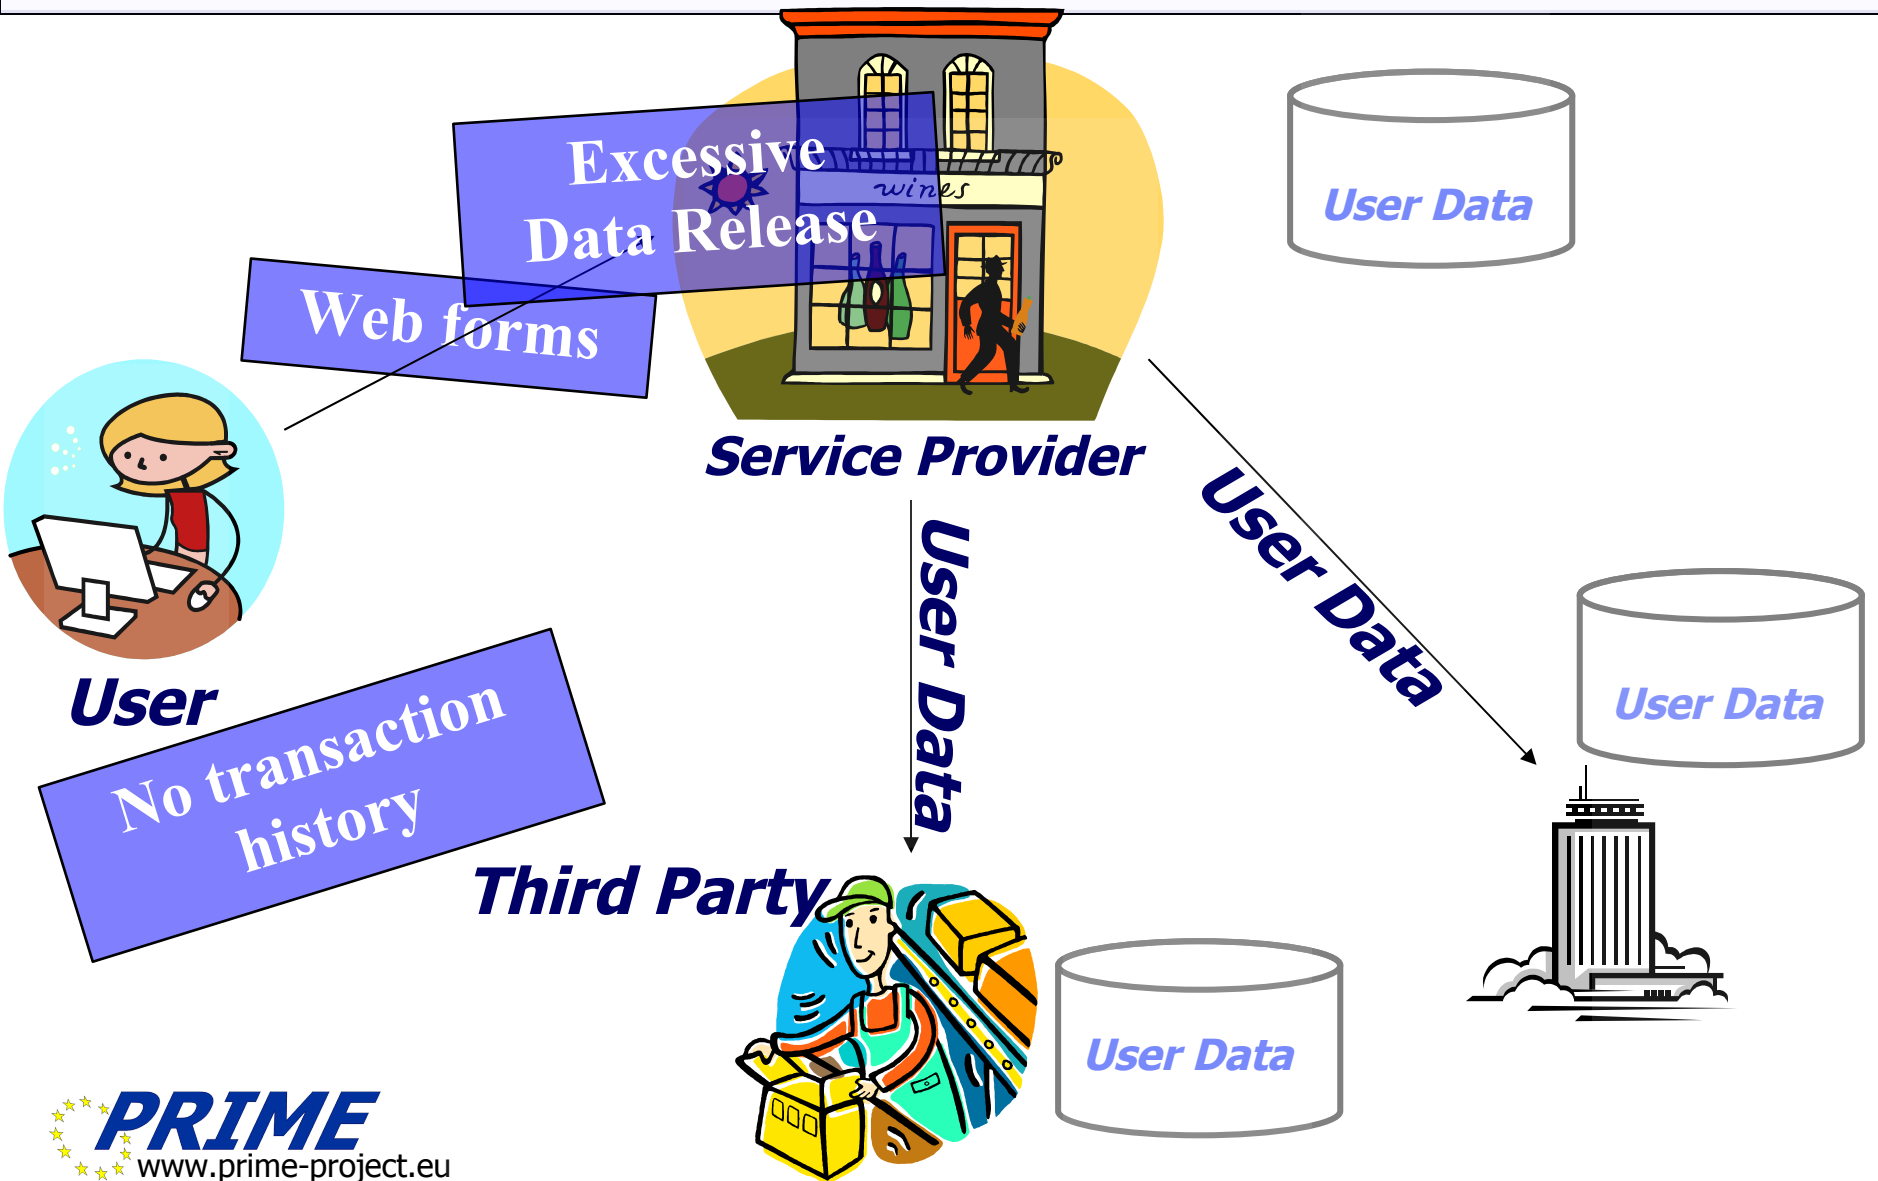 Excessive
Data Release
wines
User Data
Web forms
Service Provider
User Data
User Data
User Data
User
No transaction
history
Third Party
User Data
PRIME
www.prime-project.eu